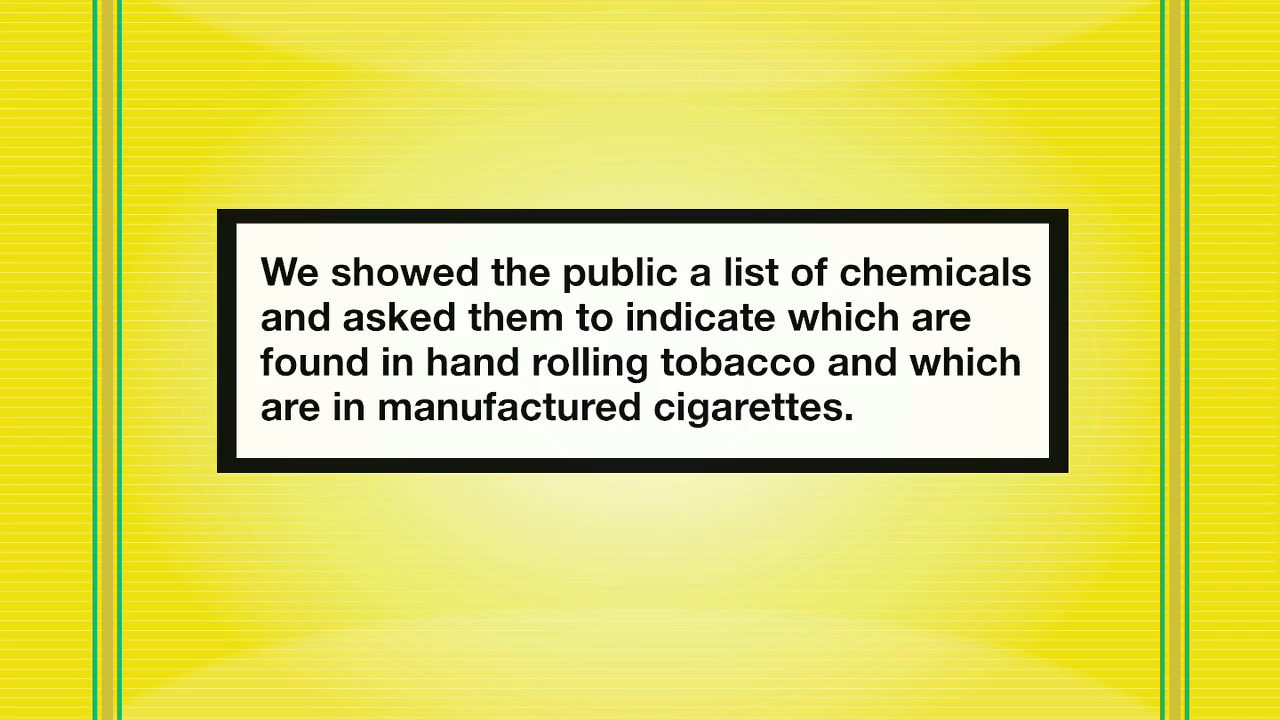 We showed the public a list of chemicals
and asked them to indicate which are
found in hand rolling tobacco and which
are in manufactured cigarettes.